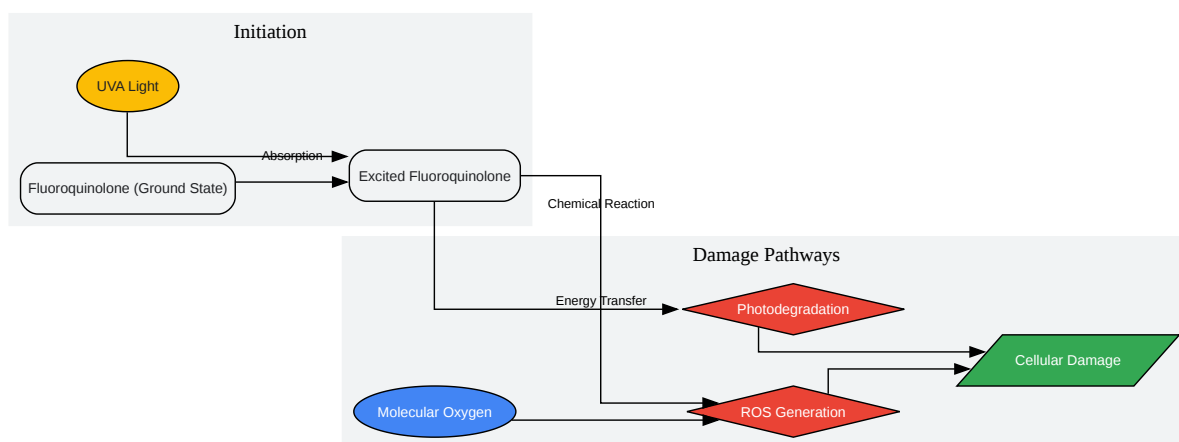 Initiation
UVA Light
Absorption
Fluoroquinolone (Ground State)
Excited Fluoroquinolone
Chemical Reaction
Damage Pathways
Energy Transfer
Photodegradation
Cellular Damage
Molecular Oxygen
ROS Generation